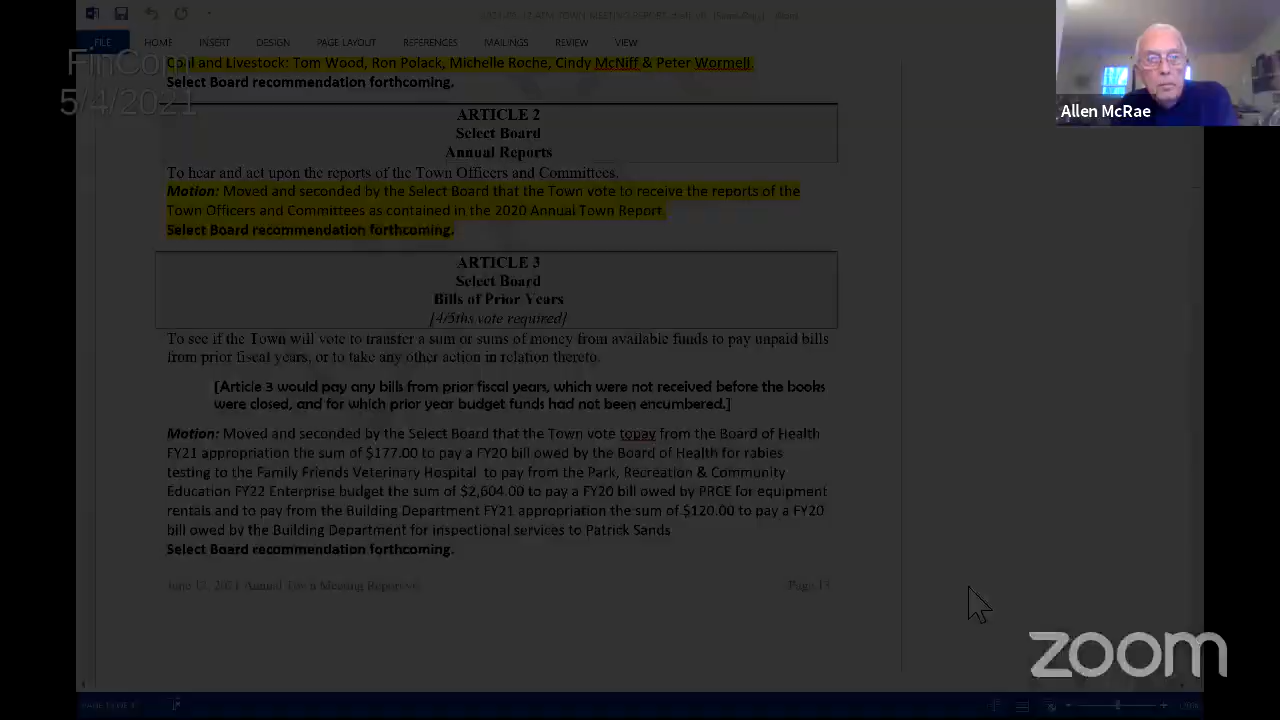 FILE HOME INSERT DESIGN PAGE LAYOUT REFERENCES MAILINGS REVIEW VIEW
FinCom
5/4/2021
Coal and Livestock: Tom Wood, Ron Polack, Michelle Roche, Cindy McNiff & Peter Wormell.
Select Board recommendation forthcoming.
ARTICLE 2
Select Board
Annual Reports
To hear and act upon the reports of the Town Officers and Committees.
Motion: Moved and seconded by the Select Board that the Town vote to receive the reports of the
Town Officers and Committees as contained in the 2020 Annual Town Report.
Select Board recommendation forthcoming.
ARTICLE 3
Select Board
Bills of Prior Years
[4/5ths vote required]
To see if the Town will vote to transfer a sum or sums of money from available funds to pay unpaid bills
from prior fiscal years, or to take any other action in relation thereto.
[Article 3 would pay any bills from prior fiscal years, which were not received before the books
were closed, and for which prior year budget funds had not been encumbered.]
Motion: Moved and seconded by the Select Board that the Town vote topay from the Board of Health
FY21 appropriation the sum of $177.00 to pay a FY20 bill owed by the Board of Health for rabies
testing to the Family Friends Veterinary Hospital to pay from the Park, Recreation & Community
Education FY22 Enterprise budget the sum of $2,604.00 to pay a FY20 bill owed by PRCE for equipment
rentals and to pay from the Building Department FY21 appropriation the sum of $120.00 to pay a FY20
bill owed by the Building Department for inspectional services to Patrick Sands
Select Board recommendation forthcoming.
Annual Town Meeting Report
Page 13
Allen McRae
zoom